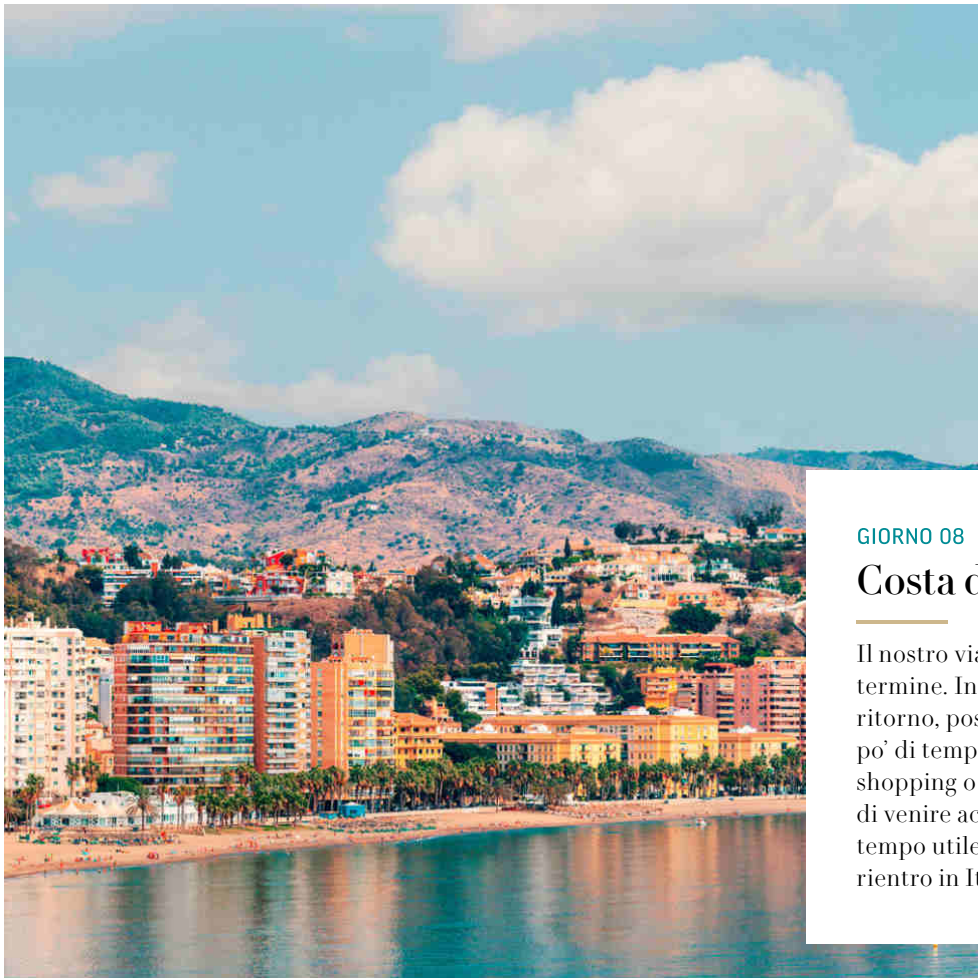 GIORNO 08
Costa d
Il nostro via
termine. In
ritorno, pos
po’ di temp
shopping o
di venire ac
tempo utile
rientro in It